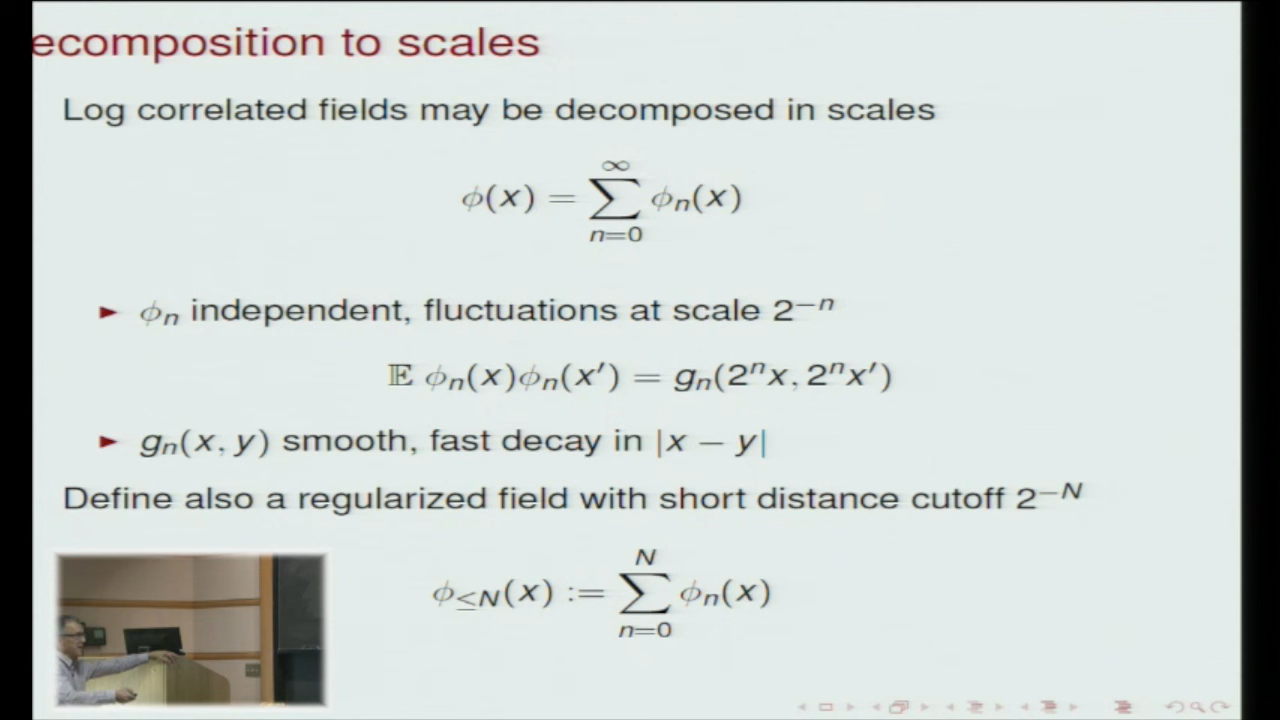 ecomposition to scales
Log correlated fields may be decomposed in scales
ϕ(x) = ∑_{n=0}^{∞} ϕ_n(x)
► ϕ_n independent, fluctuations at scale 2^{−n}
𝔼 ϕ_n(x)ϕ_n(x′) = g_n(2^n x, 2^n x′)
► g_n(x, y) smooth, fast decay in |x − y|
Define also a regularized field with short distance cutoff 2^{−N}
ϕ_{≤N}(x) := ∑_{n=0}^{N} ϕ_n(x)